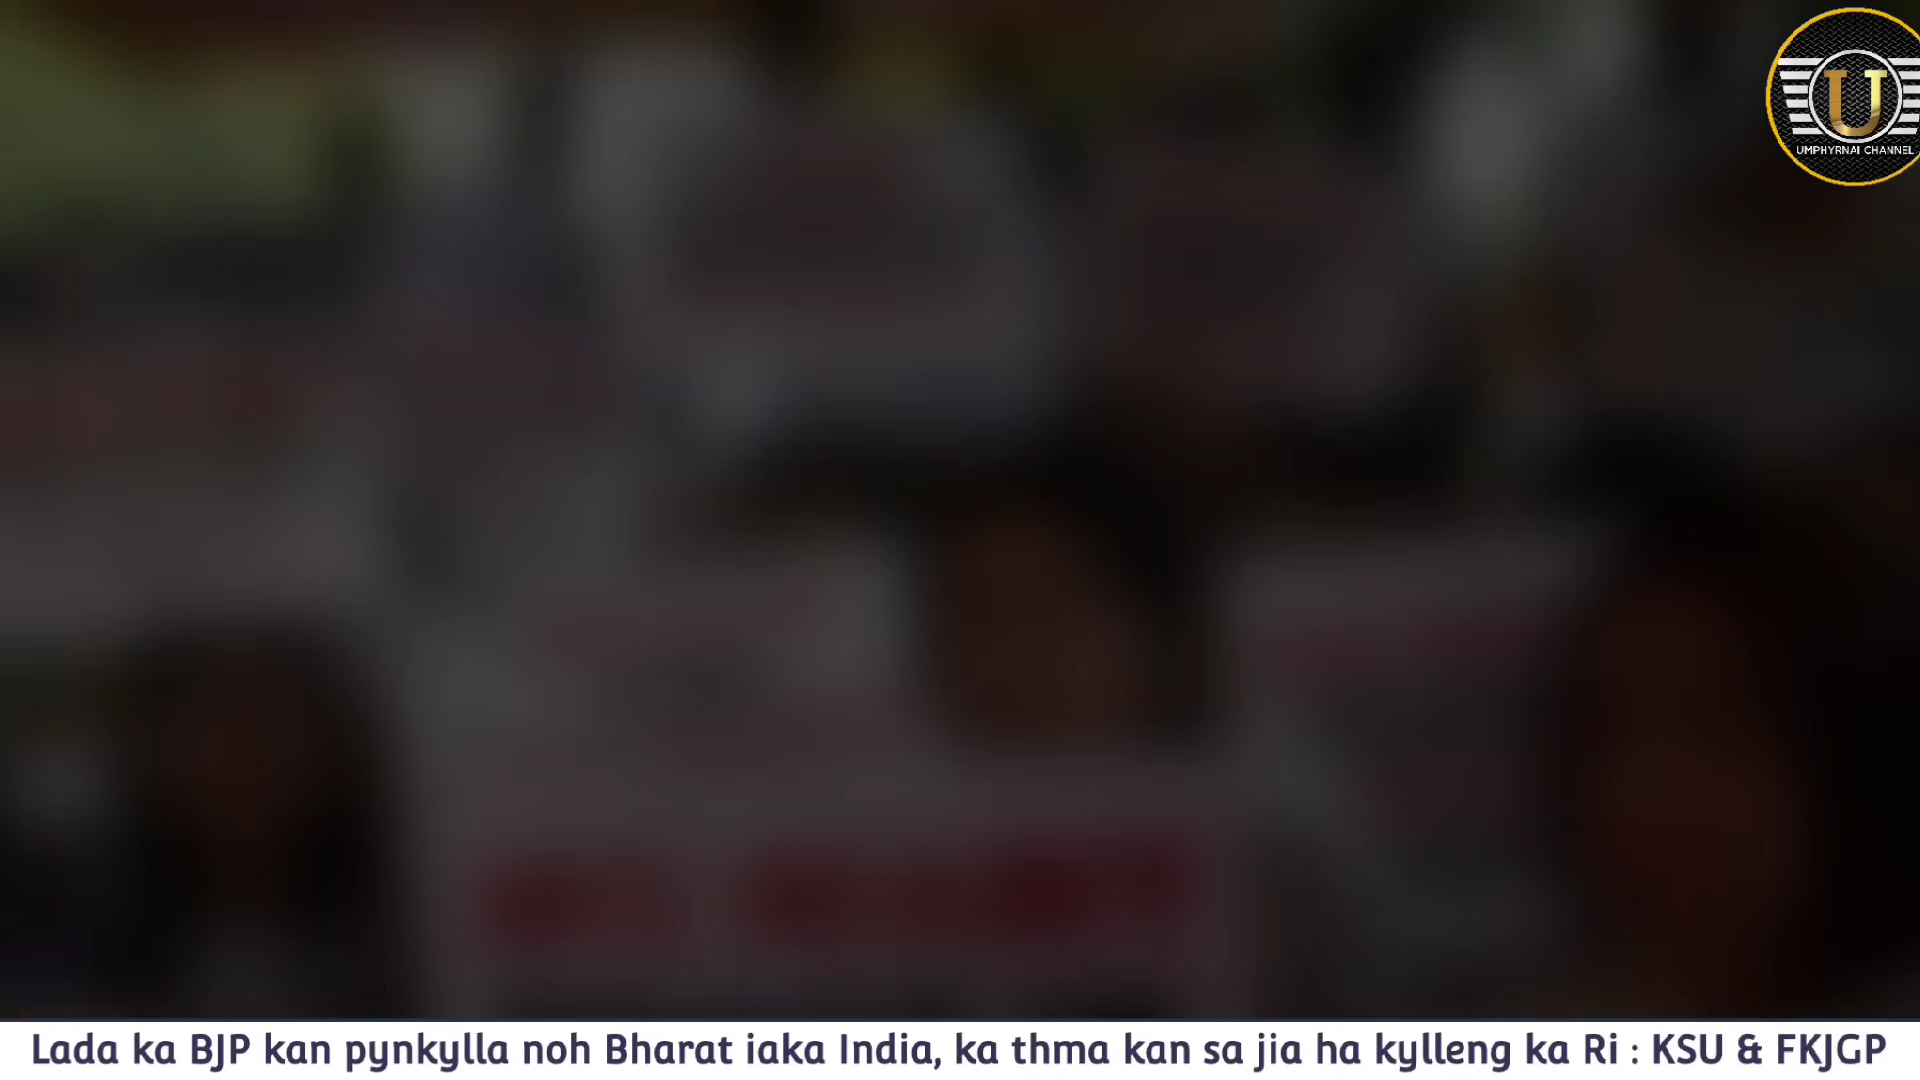 U
UMPHYRNAI CHANNEL
Lada ka BJP kan pynkylla noh Bharat iaka India, ka thma kan sa jia ha kylleng ka Ri : KSU & FKJGP